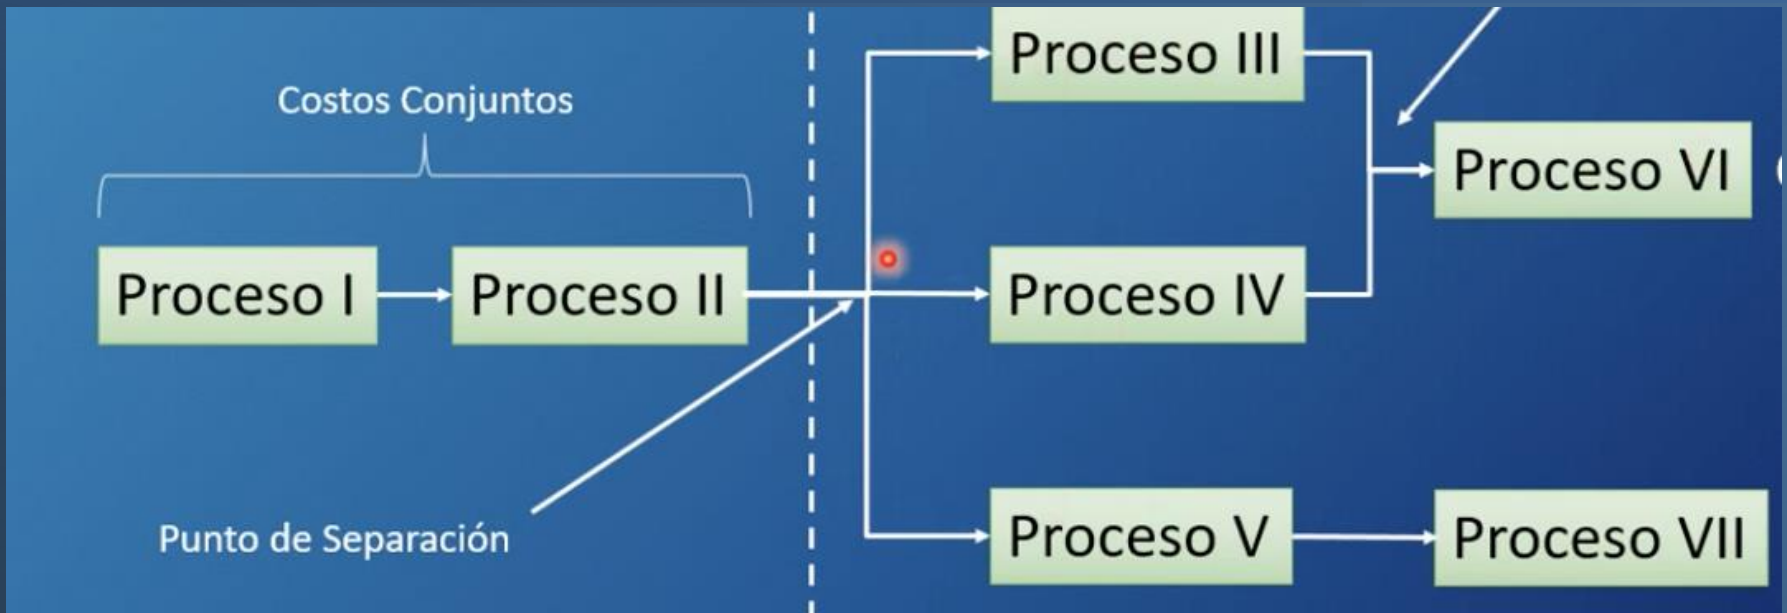 Costos Conjuntos
Proceso I
Proceso II
Punto de Separación
Proceso III
Proceso IV
Proceso V
Proceso VI
Proceso VII